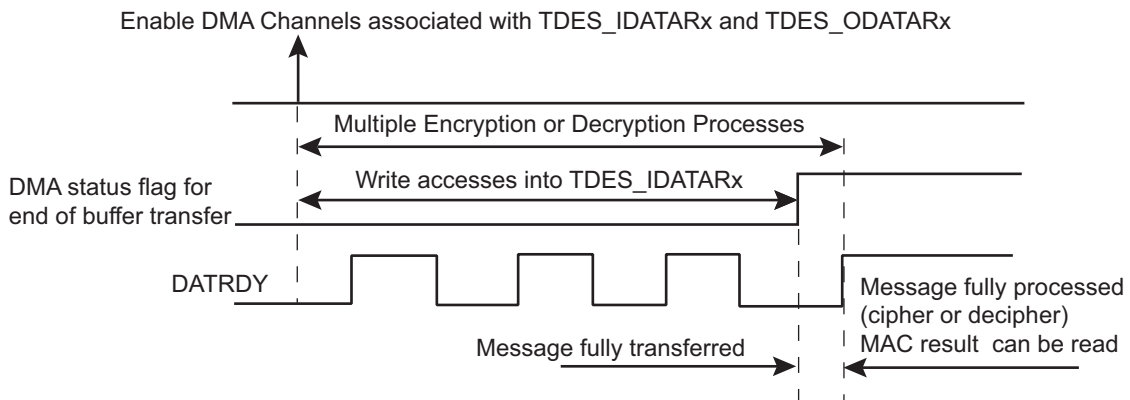 Enable DMA Channels associated with TDES_IDATARx and TDES_ODATARx
Multiple Encryption or Decryption Processes
Write accesses into TDES_IDATARx
DMA status flag for
end of buffer transfer
DATRDY
Message fully processed
(cipher or decipher)
MAC result can be read
Message fully transferred